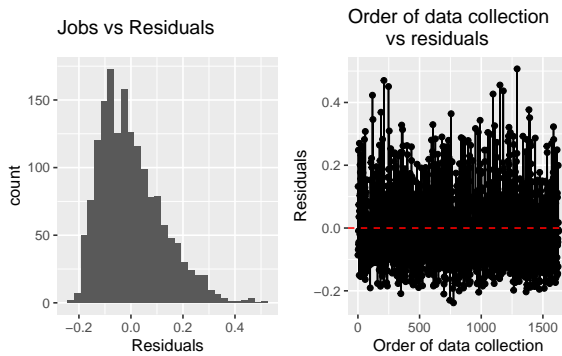 Jobs vs Residuals
count
150
100
50
0
−0.2
0.0
0.2
0.4
Residuals
Order of data collection
vs residuals
Residuals
0.4
0.2
0.0
−0.2
0
500
1000
1500
Order of data collection